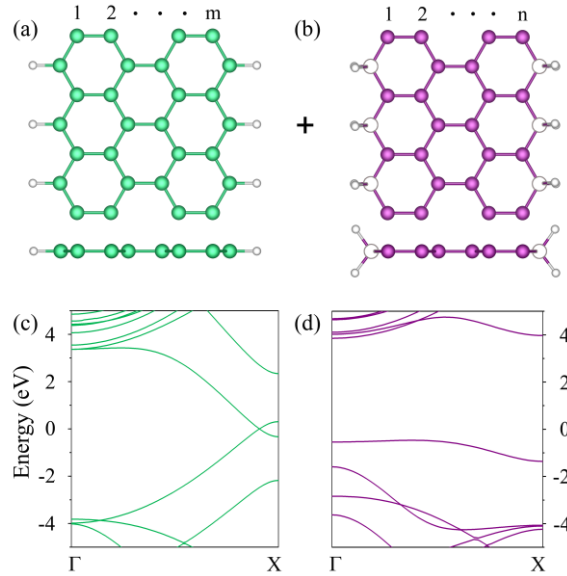 (a) 1 2 · · · · m
(b) 1 2 · · · · n
+
(c) (d)
4 4
2 2
0 0
-2 -2
-4 -4
Energy (eV)
Γ X Γ X